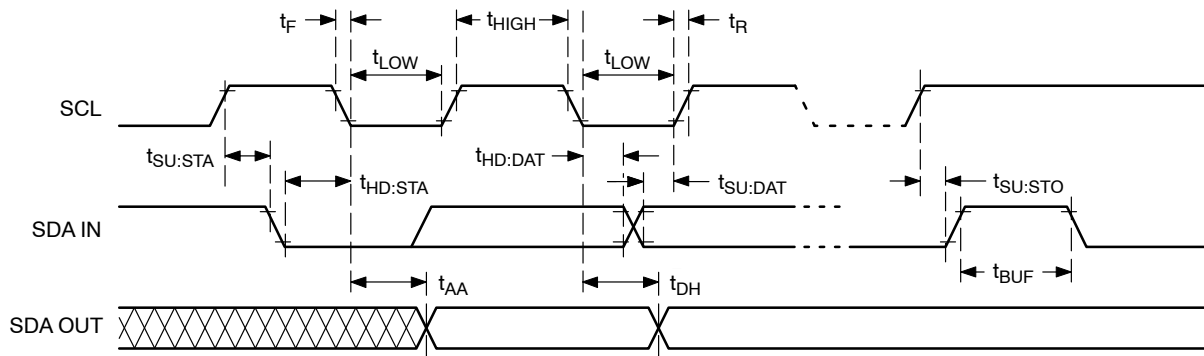 tF
tHIGH
tR
tLOW
tLOW
SCL
tSU:STA
tHD:STA
tHD:DAT
tSU:DAT
tSU:STO
SDA IN
tAA
tDH
tBUF
SDA OUT